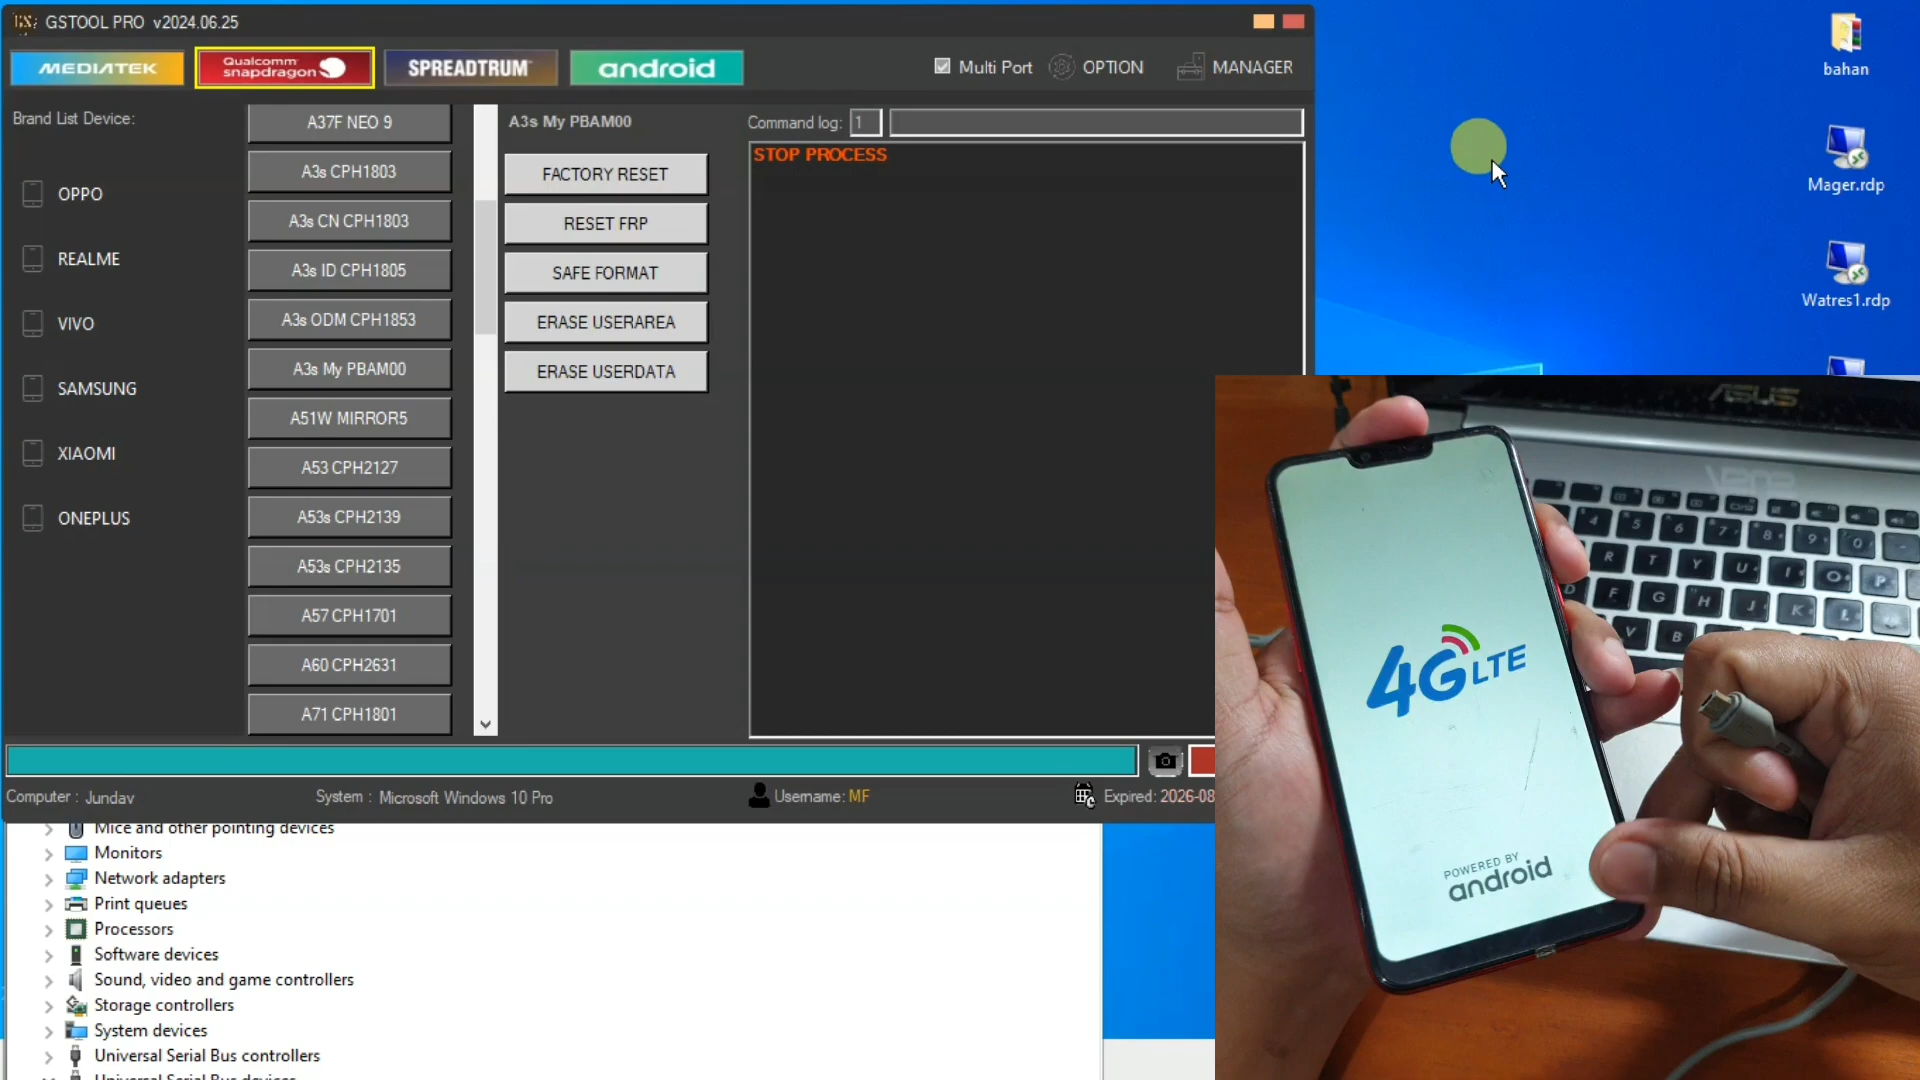 GSTOOL PRO v2024.06.25
MEDIATEK
Qualcomm
snapdragon
SPREADTRUM
android
Multi Port
OPTION
MANAGER
Brand List Device:
OPPO
REALME
VIVO
SAMSUNG
XIAOMI
ONEPLUS
A37F NEO 9
A3s CPH1803
A3s CN CPH1803
A3s ID CPH1805
A3s ODM CPH1853
A3s My PBAM00
A51W MIRROR5
A53 CPH2127
A53s CPH2139
A53s CPH2135
A57 CPH1701
A60 CPH2631
A71 CPH1801
A3s My PBAM00
FACTORY RESET
RESET FRP
SAFE FORMAT
ERASE USERAREA
ERASE USERDATA
Command log: 1
STOP PROCESS
Computer : Jundav
System : Microsoft Windows 10 Pro
Username: MF
Expired: 2026-08
Mice and other pointing devices
Monitors
Network adapters
Print queues
Processors
Software devices
Sound, video and game controllers
Storage controllers
System devices
Universal Serial Bus controllers
Universal Serial Bus devices
bahan
Mager.rdp
Watres1.rdp
ASUS
4G LTE
POWERED BY
android